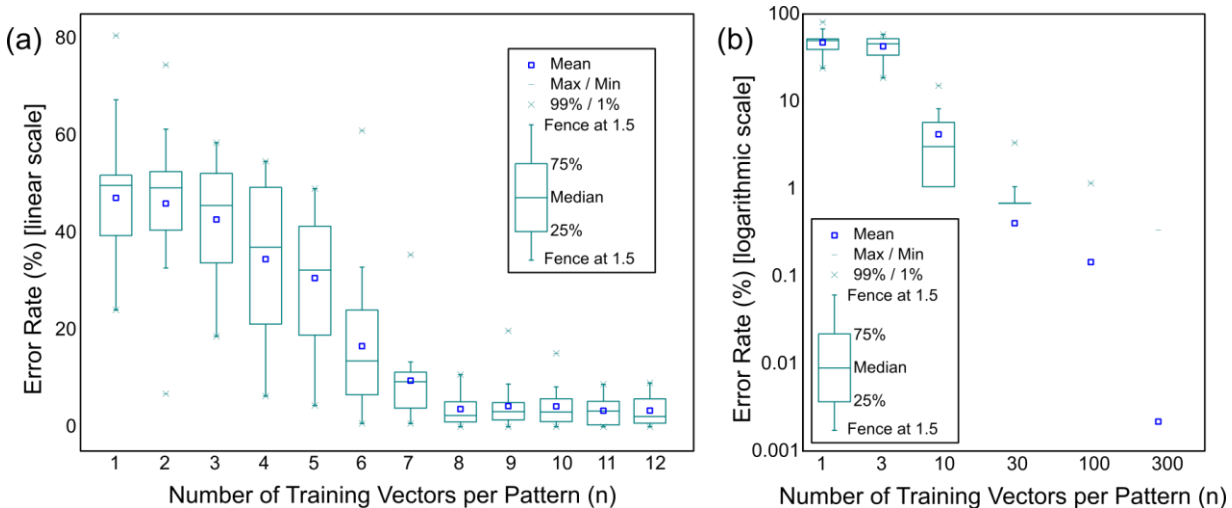 (a)
Error Rate (%) [linear scale]
80
60
40
20
0
Mean
Max / Min
99% / 1%
Fence at 1.5
75%
Median
25%
Fence at 1.5
1 2 3 4 5 6 7 8 9 10 11 12
Number of Training Vectors per Pattern (n)
(b)
Error Rate (%) [logarithmic scale]
100
10
1
0.1
0.01
0.001
Mean
Max / Min
99% / 1%
Fence at 1.5
75%
Median
25%
Fence at 1.5
1 3 10 30 100 300
Number of Training Vectors per Pattern (n)